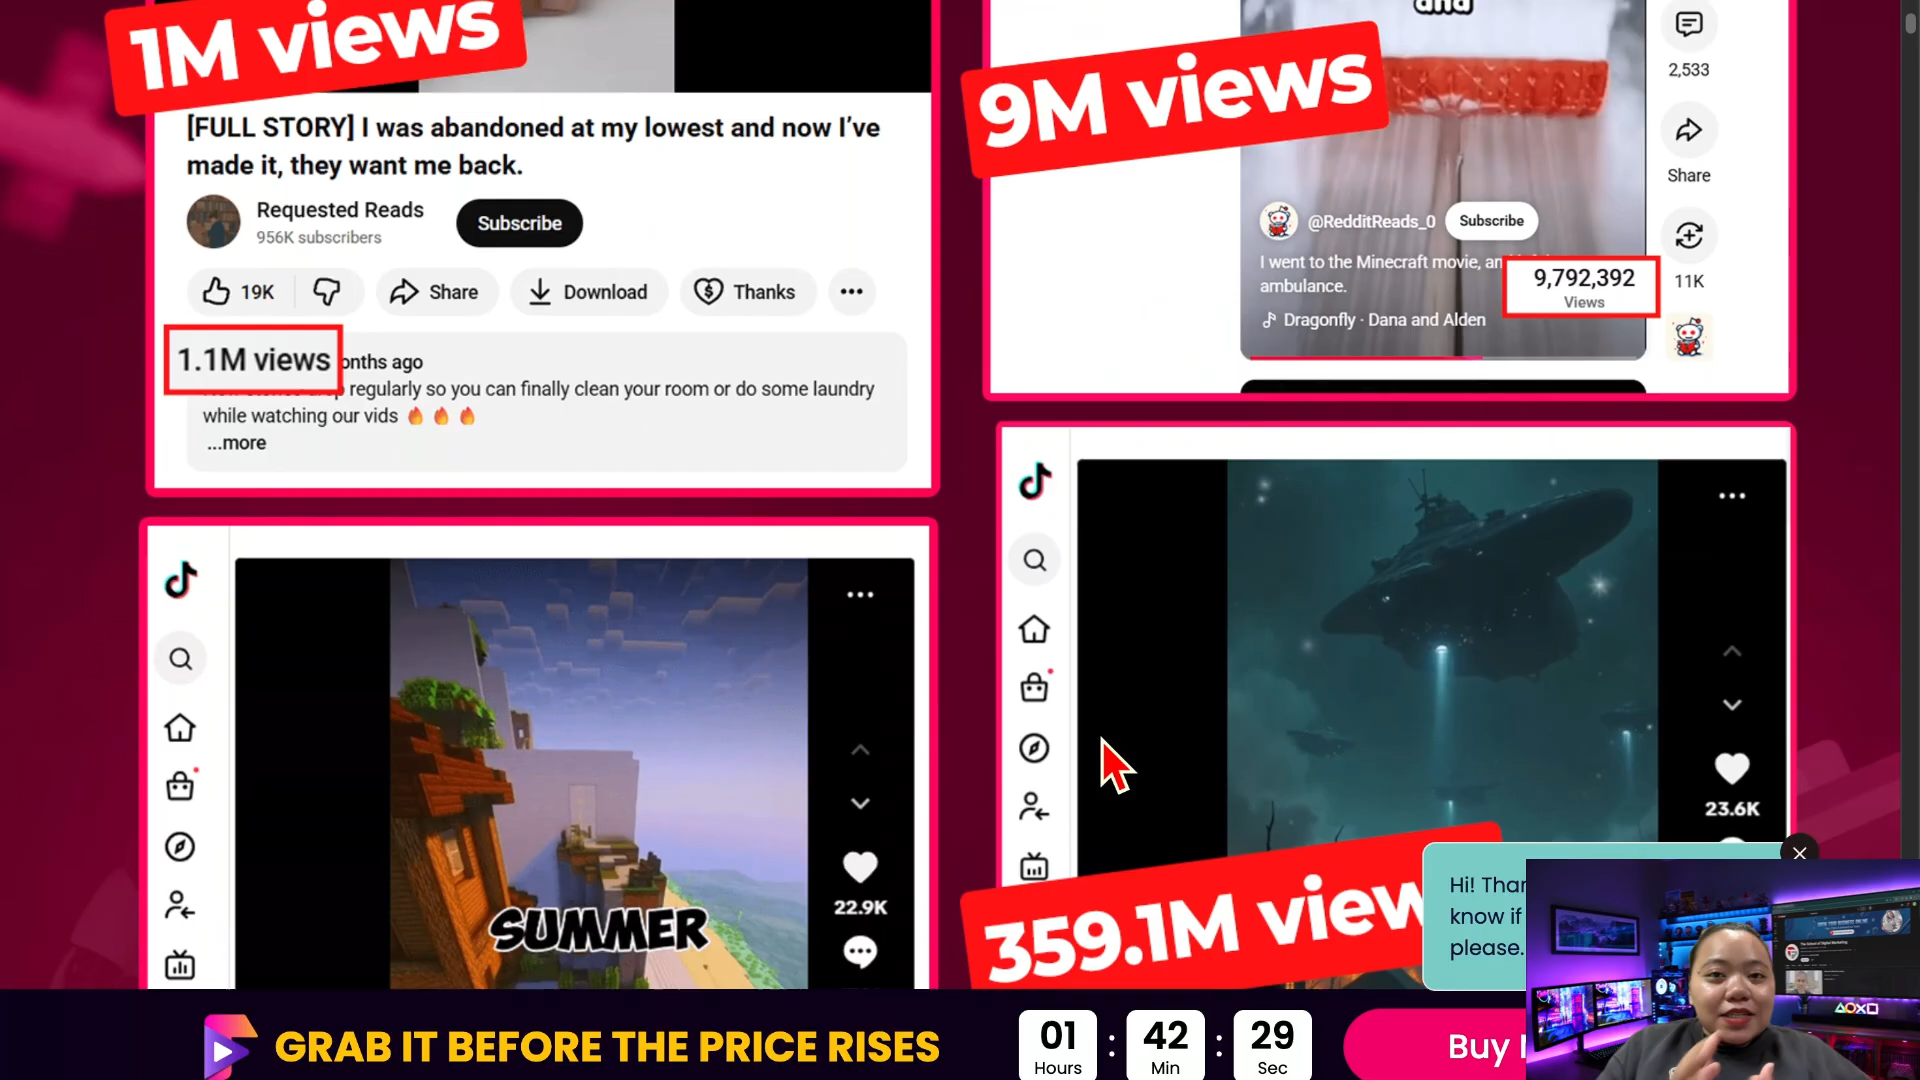 1M views
[FULL STORY] I was abandoned at my lowest and now I've
made it, they want me back.
Requested Reads
956K subscribers
Subscribe
19K
Share
Download
Thanks
1.1M views
onths ago
regularly so you can finally clean your room or do some laundry
while watching our vids 🔥 🔥 🔥
...more
and
9M views
2,533
Share
11K
@RedditReads_0
Subscribe
I went to the Minecraft movie, an
ambulance.
9,792,392
Views
Dragonfly · Dana and Alden
SUMMER
22.9K
23.6K
359.1M view
Hi! Than
know if
please.
GRAB IT BEFORE THE PRICE RISES
01 : 42 : 29
Hours Min Sec
Buy